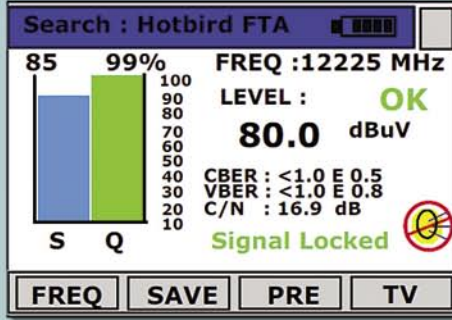 Search : Hotbird FTA
85 99% FREQ :12225 MHz
100
90
80
70
60
50
40
30
20
10
LEVEL : OK
80.0 dBuV
CBER : <1.0 E 0.5
VBER : <1.0 E 0.8
C/N : 16.9 dB
S Q Signal Locked
FREQ SAVE PRE TV